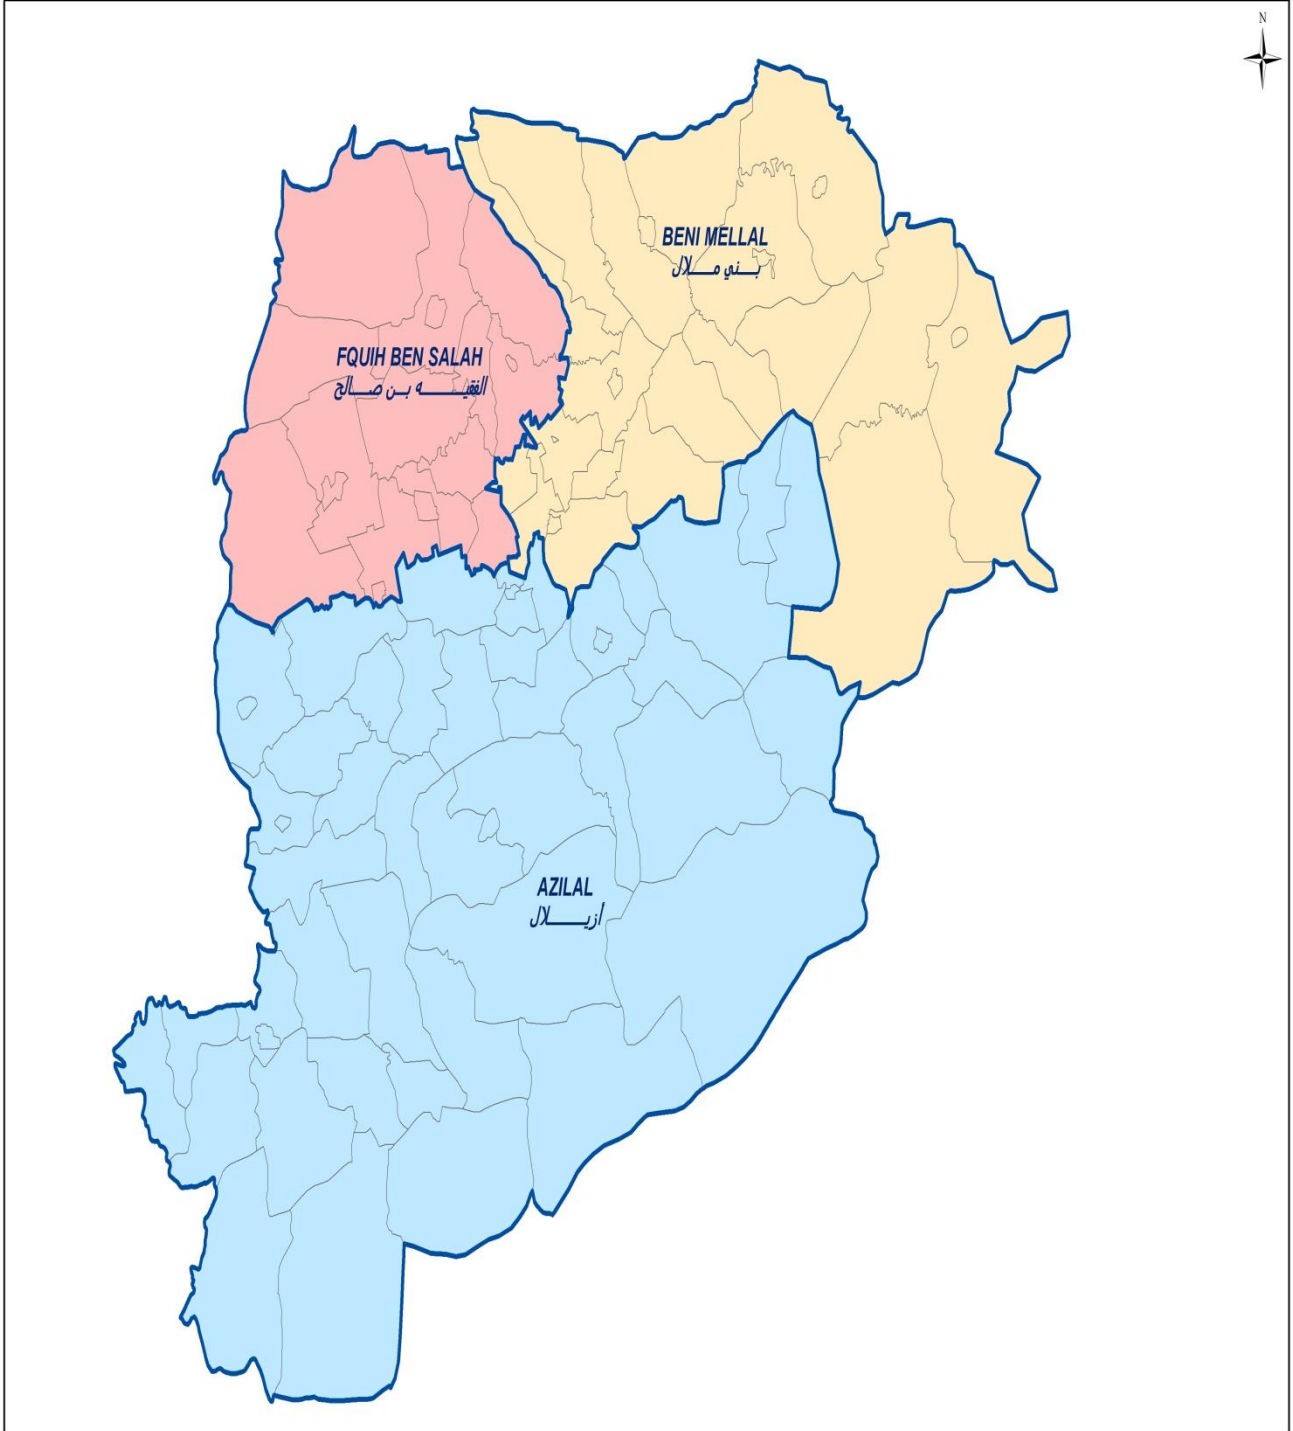 N
BENI MELLAL
بني ملال
FQUIH BEN SALAH
الفقيه بن صالح
AZILAL
أزيلال